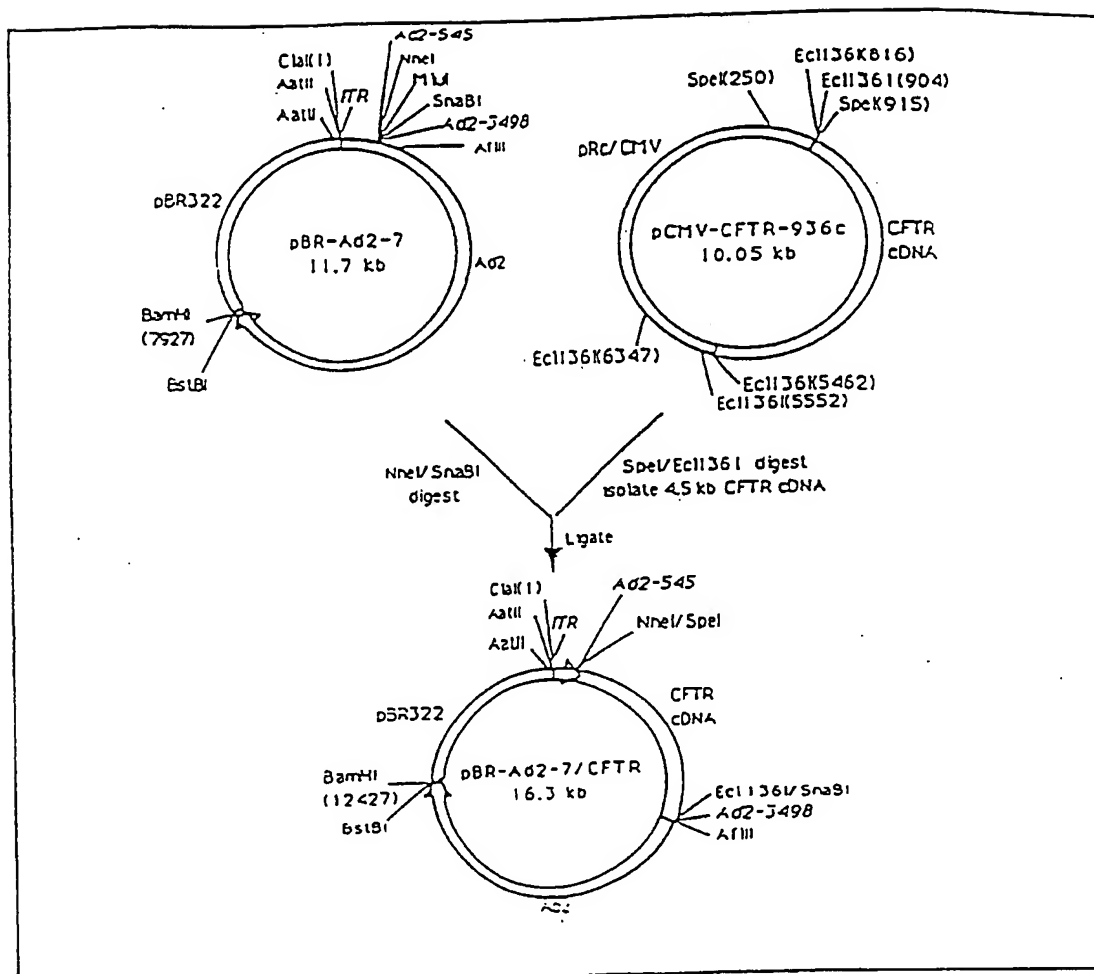 Ad2-545
ClaI(1)
NheI
AatII
ITR
MluI
SnaBI
AatII
Ad2-3498
AflII
pBR322
pBR-Ad2-7
11.7 kb
Ad2
BamHI
(7927)
BstBI
Ecl136I(816)
Ecl136I(904)
SpeI(250)
SpeI(915)
pRc/CMV
pCMV-CFTR-936c
10.05 kb
CFTR
cDNA
Ecl136I(6347)
Ecl136I(5462)
Ecl136I(5552)
NheI/SnaBI
digest
SpeI/Ecl136I digest
isolate 4.5 kb CFTR cDNA
Ligate
ClaI(1)
Ad2-545
AatII
ITR
NheI/SpeI
AatII
pBR322
CFTR
cDNA
pBR-Ad2-7/CFTR
16.3 kb
BamHI
(12427)
BstBI
Ecl136I/SnaBI
Ad2-3498
AflII